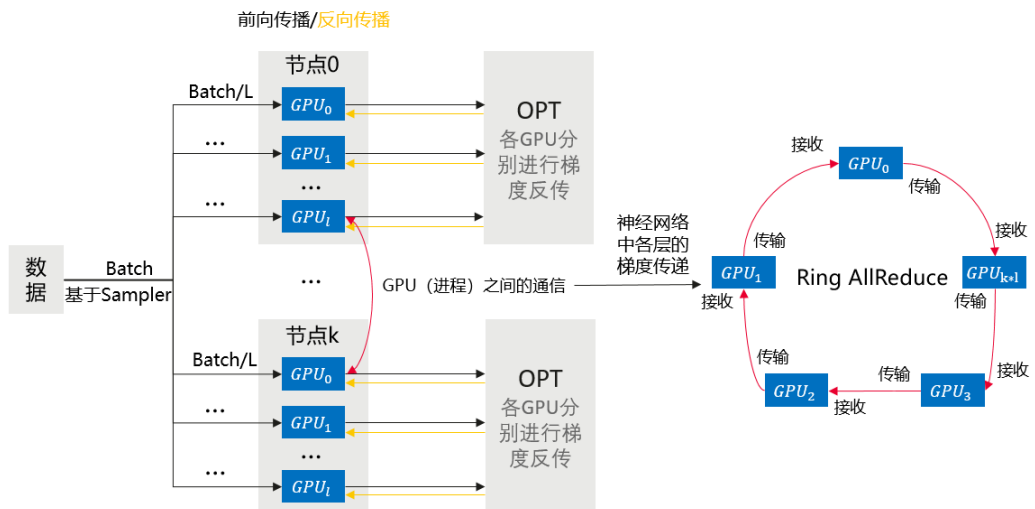 前向传播/反向传播
节点0
Batch/L
GPU₀
...
GPU₁
...
...
GPUₗ
OPT
各GPU分
别进行梯
度反传
数
据
Batch
基于Sampler
...
GPU（进程）之间的通信
节点k
Batch/L
GPU₀
...
GPU₁
...
...
GPUₗ
OPT
各GPU分
别进行梯
度反传
神经网络
中各层的
梯度传递
Ring AllReduce
接收
GPU₀
传输
接收
GPUk*l
传输
接收
GPU₃
传输
接收
GPU₂
传输
接收
GPU₁
传输